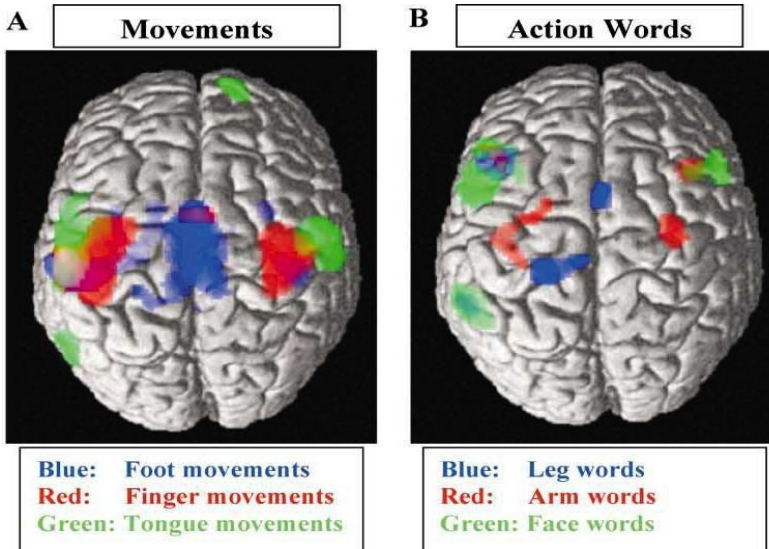 A
Movements
Blue: Foot movements
Red: Finger movements
Green: Tongue movements
B
Action Words
Blue: Leg words
Red: Arm words
Green: Face words